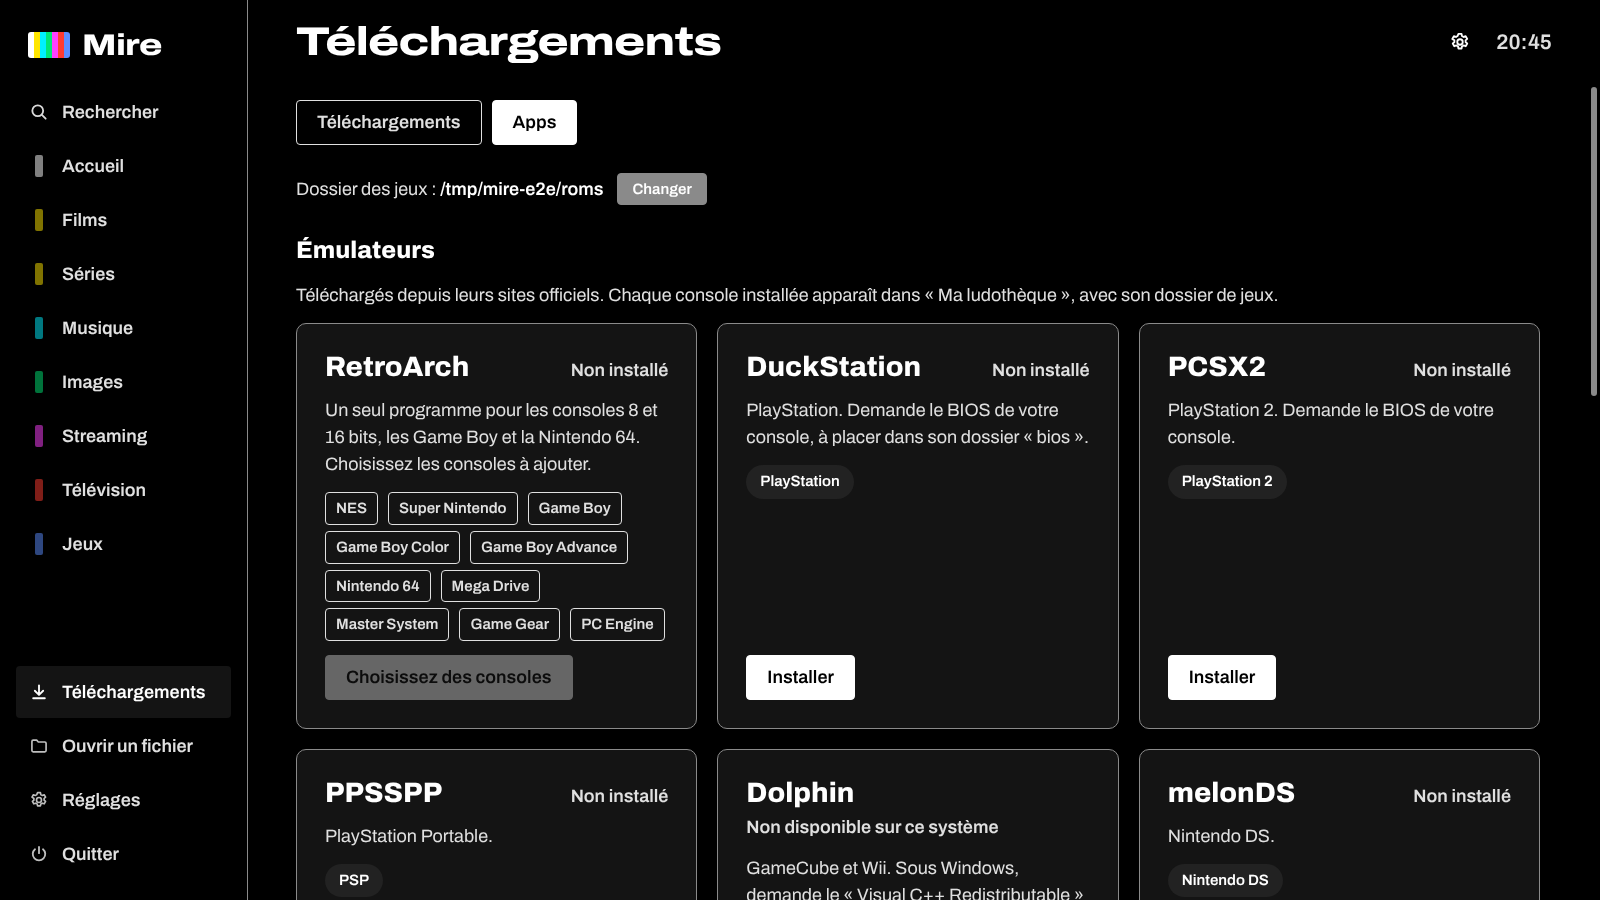 Mire
Rechercher
Accueil
Films
Séries
Musique
Images
Streaming
Télévision
Jeux
Téléchargements
Ouvrir un fichier
Réglages
Quitter
Téléchargements
20:45
Téléchargements
Apps
Dossier des jeux : /tmp/mire-e2e/roms
Changer
Émulateurs
Téléchargés depuis leurs sites officiels. Chaque console installée apparaît dans « Ma ludothèque », avec son dossier de jeux.
RetroArch
Non installé
Un seul programme pour les consoles 8 et
16 bits, les Game Boy et la Nintendo 64.
Choisissez les consoles à ajouter.
NES
Super Nintendo
Game Boy
Game Boy Color
Game Boy Advance
Nintendo 64
Mega Drive
Master System
Game Gear
PC Engine
Choisissez des consoles
DuckStation
Non installé
PlayStation. Demande le BIOS de votre
console, à placer dans son dossier « bios ».
PlayStation
Installer
PCSX2
Non installé
PlayStation 2. Demande le BIOS de votre
console.
PlayStation 2
Installer
PPSSPP
Non installé
PlayStation Portable.
PSP
Dolphin
Non disponible sur ce système
GameCube et Wii. Sous Windows,
demande le « Visual C++ Redistributable »
melonDS
Non installé
Nintendo DS.
Nintendo DS